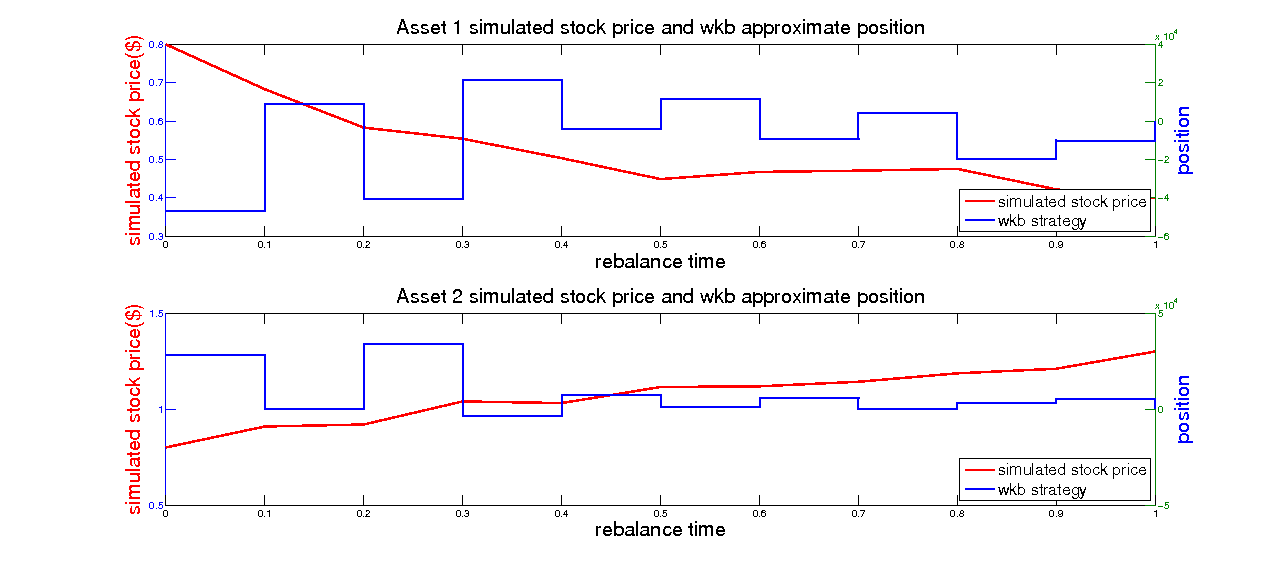 Asset 1 simulated stock price and wkb approximate position
x 10^4
simulated stock price($)
0.8
0.7
0.6
0.5
0.4
0.3
4
2
0
-2
-4
-6
position
simulated stock price
wkb strategy
0 0.1 0.2 0.3 0.4 0.5 0.6 0.7 0.8 0.9 1
rebalance time
Asset 2 simulated stock price and wkb approximate position
x 10^4
simulated stock price($)
1.5
1
0.5
5
0
-5
position
simulated stock price
wkb strategy
0 0.1 0.2 0.3 0.4 0.5 0.6 0.7 0.8 0.9 1
rebalance time